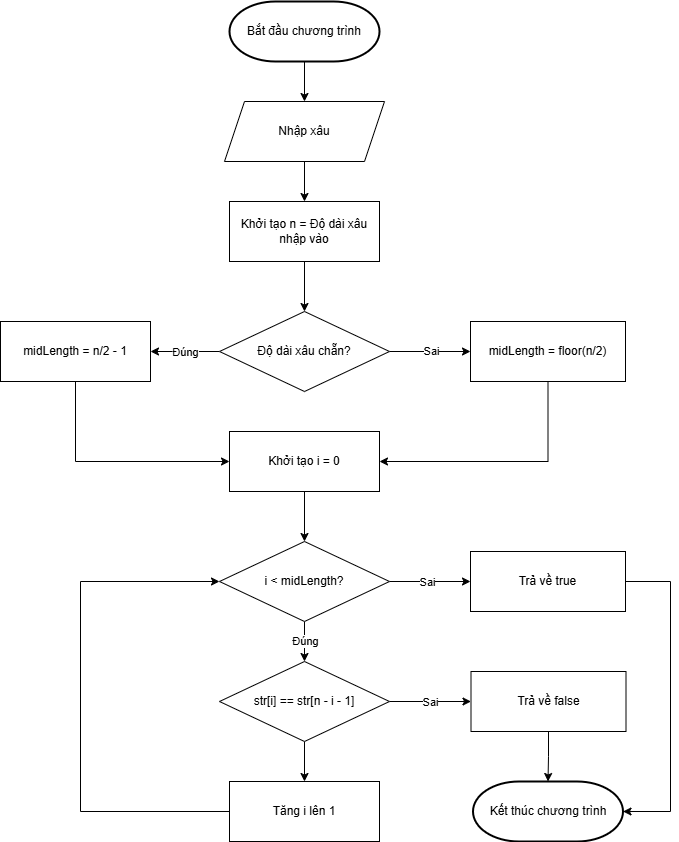 Bắt đầu chương trình
Nhập xâu
Khởi tạo n = Độ dài xâu
nhập vào
Độ dài xâu chẵn?
Đúng
midLength = n/2 - 1
Sai
midLength = floor(n/2)
Khởi tạo i = 0
i < midLength?
Sai
Trả về true
Đúng
str[i] == str[n - i - 1]
Sai
Trả về false
Tăng i lên 1
Kết thúc chương trình